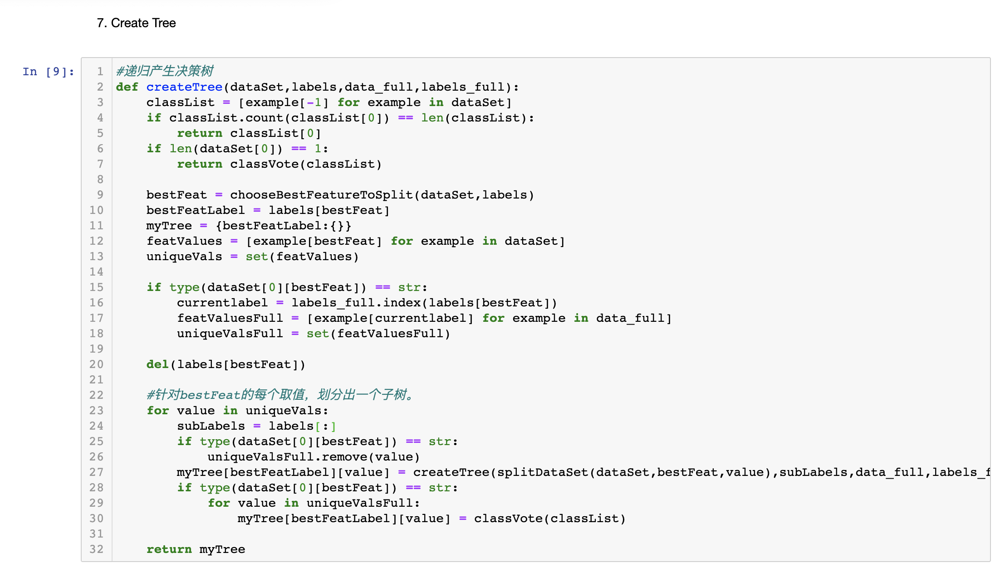 7. Create Tree
In [9]:
1 #递归产生决策树
2 def createTree(dataSet,labels,data_full,labels_full):
3     classList = [example[-1] for example in dataSet]
4     if classList.count(classList[0]) == len(classList):
5         return classList[0]
6     if len(dataSet[0]) == 1:
7         return classVote(classList)
8
9     bestFeat = chooseBestFeatureToSplit(dataSet,labels)
10     bestFeatLabel = labels[bestFeat]
11     myTree = {bestFeatLabel:{}}
12     featValues = [example[bestFeat] for example in dataSet]
13     uniqueVals = set(featValues)
14
15     if type(dataSet[0][bestFeat]) == str:
16         currentlabel = labels_full.index(labels[bestFeat])
17         featValuesFull = [example[currentlabel] for example in data_full]
18         uniqueValsFull = set(featValuesFull)
19
20     del(labels[bestFeat])
21
22     #针对bestFeat的每个取值，划分出一个子树。
23     for value in uniqueVals:
24         subLabels = labels[:]
25         if type(dataSet[0][bestFeat]) == str:
26             uniqueValsFull.remove(value)
27         myTree[bestFeatLabel][value] = createTree(splitDataSet(dataSet,bestFeat,value),subLabels,data_full,labels_f
28         if type(dataSet[0][bestFeat]) == str:
29             for value in uniqueValsFull:
30                 myTree[bestFeatLabel][value] = classVote(classList)
31
32     return myTree